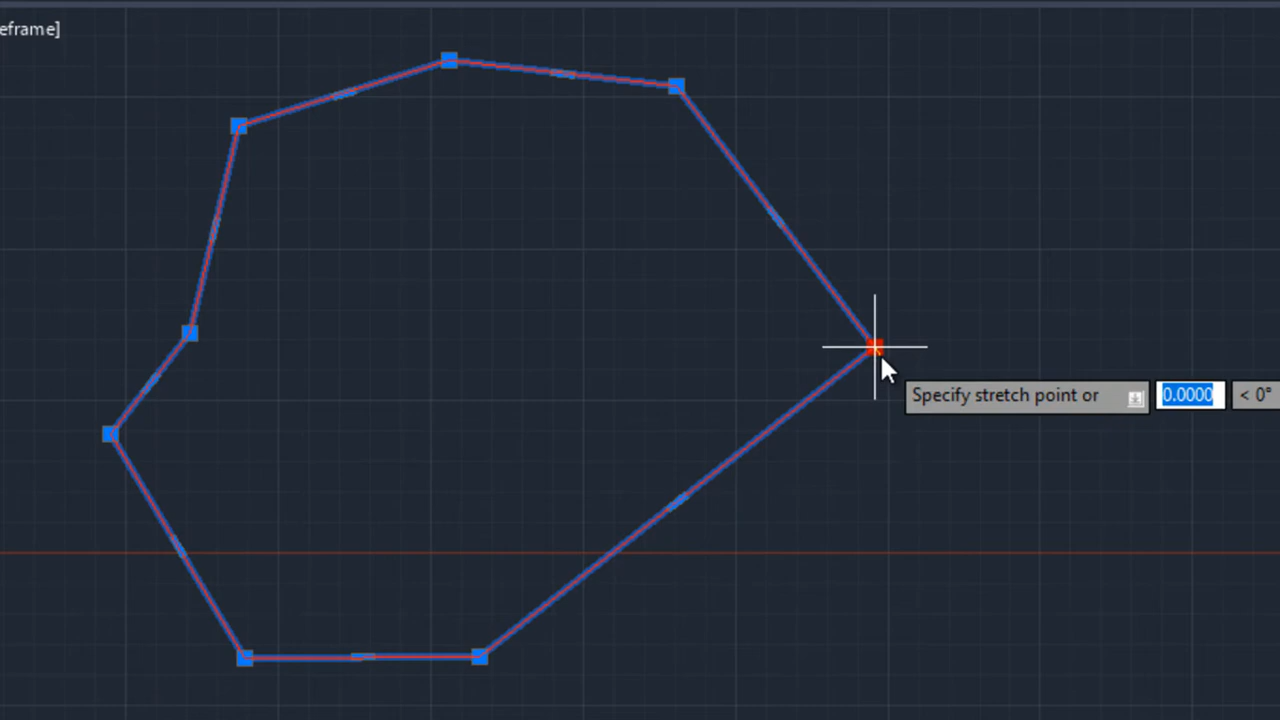 eframe]
Specify stretch point or 0.0000 < 0°